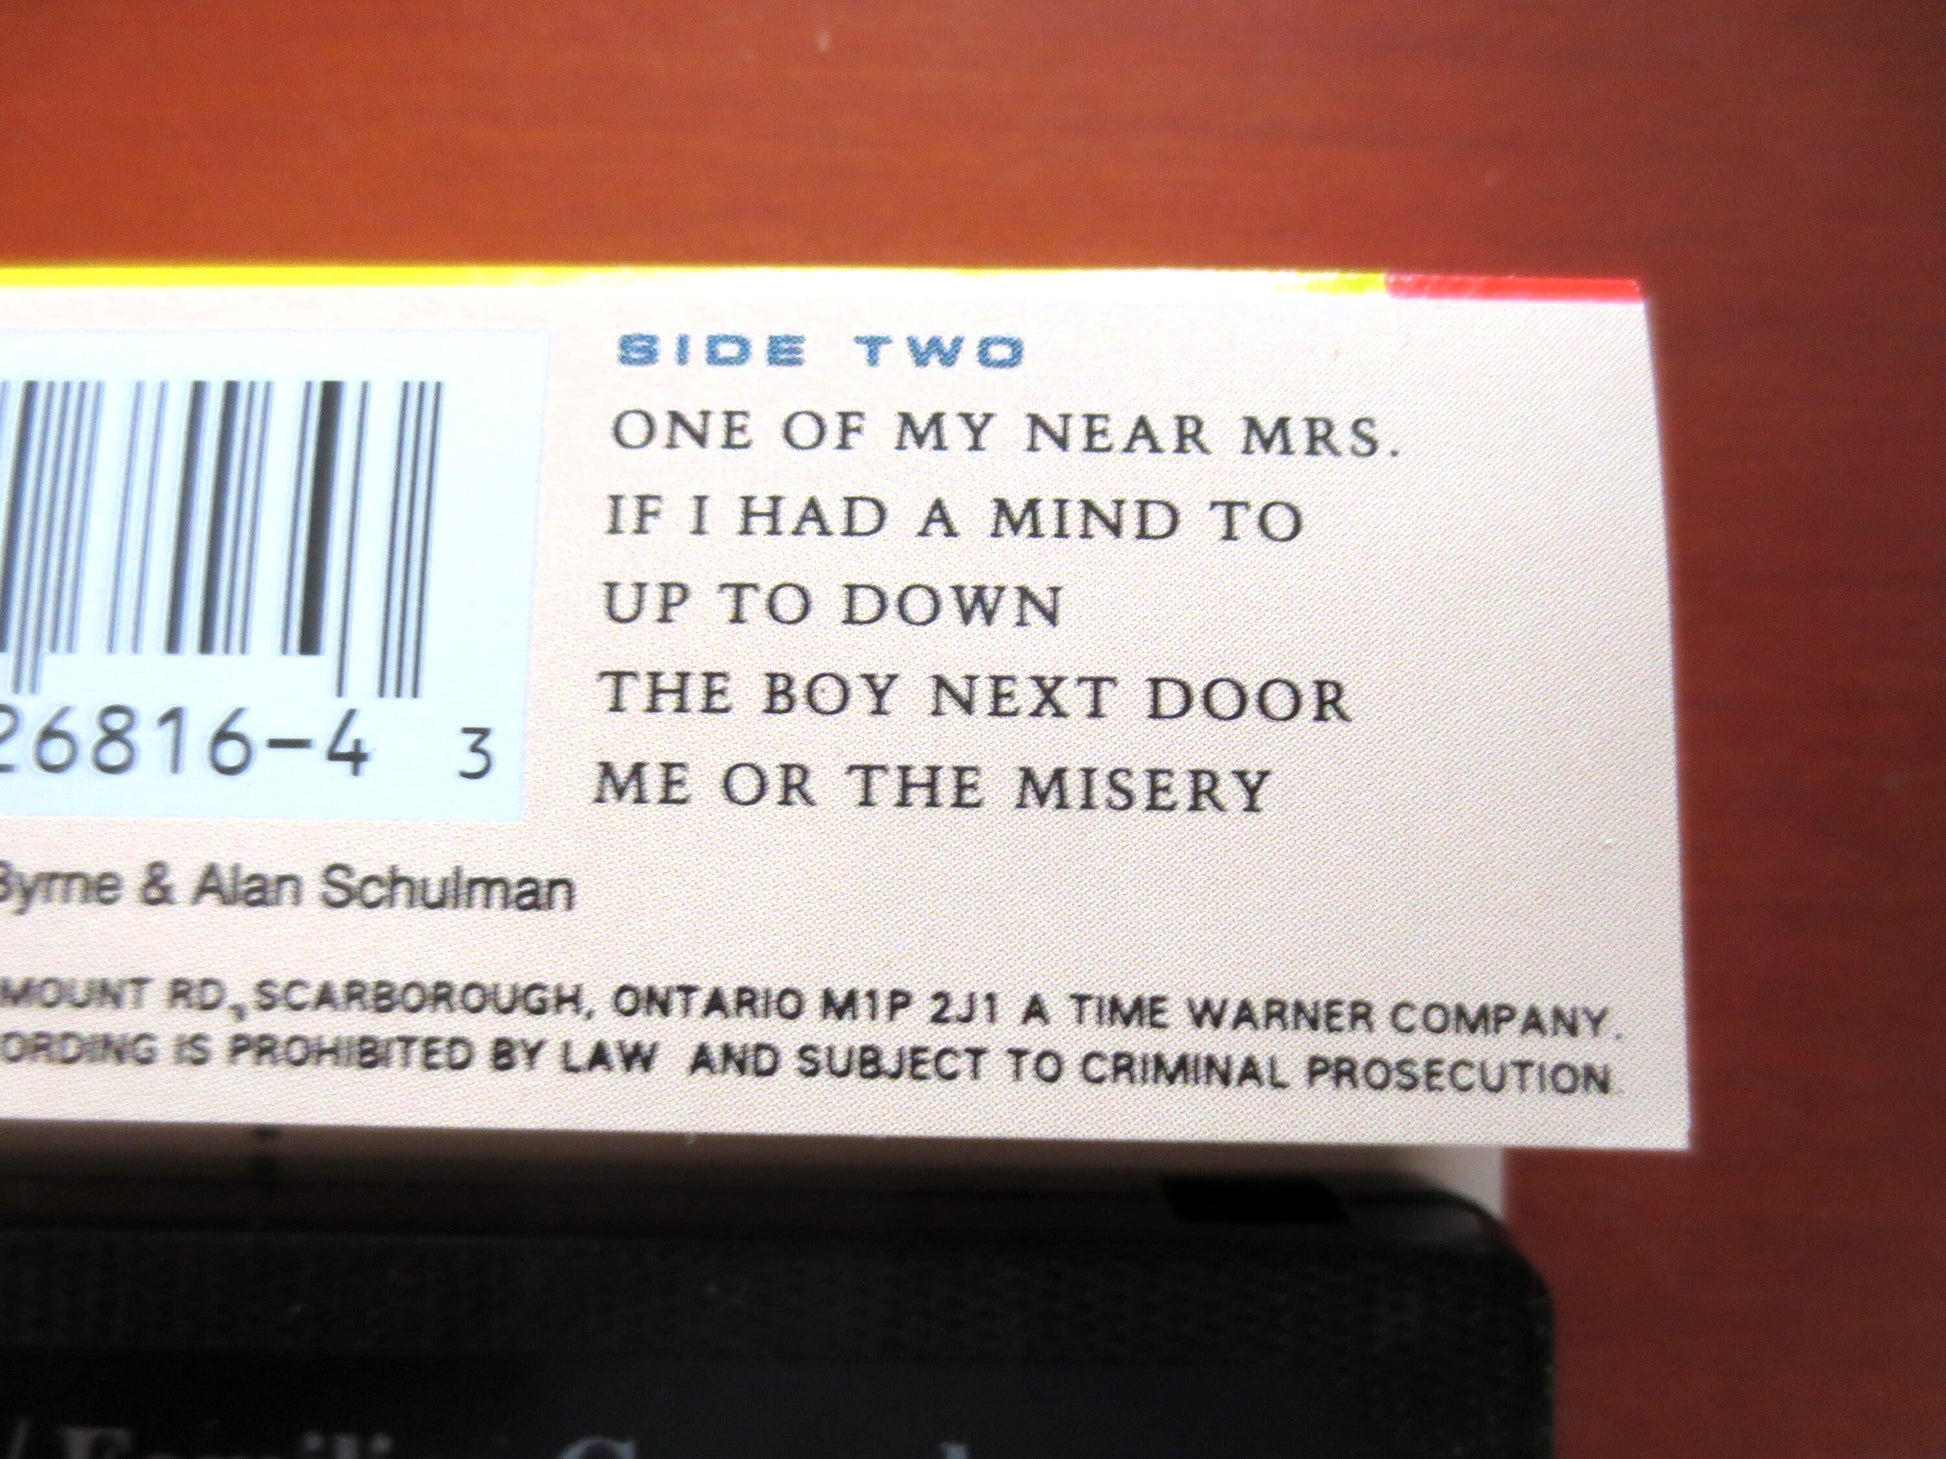 SIDE TWO
ONE OF MY NEAR MRS.
IF I HAD A MIND TO
UP TO DOWN
THE BOY NEXT DOOR
ME OR THE MISERY
26816-4 3
Byrne & Alan Schulman
MOUNT RD, SCARBOROUGH, ONTARIO M1P 2J1 A TIME WARNER COMPANY.
ORDING IS PROHIBITED BY LAW AND SUBJECT TO CRIMINAL PROSECUTION